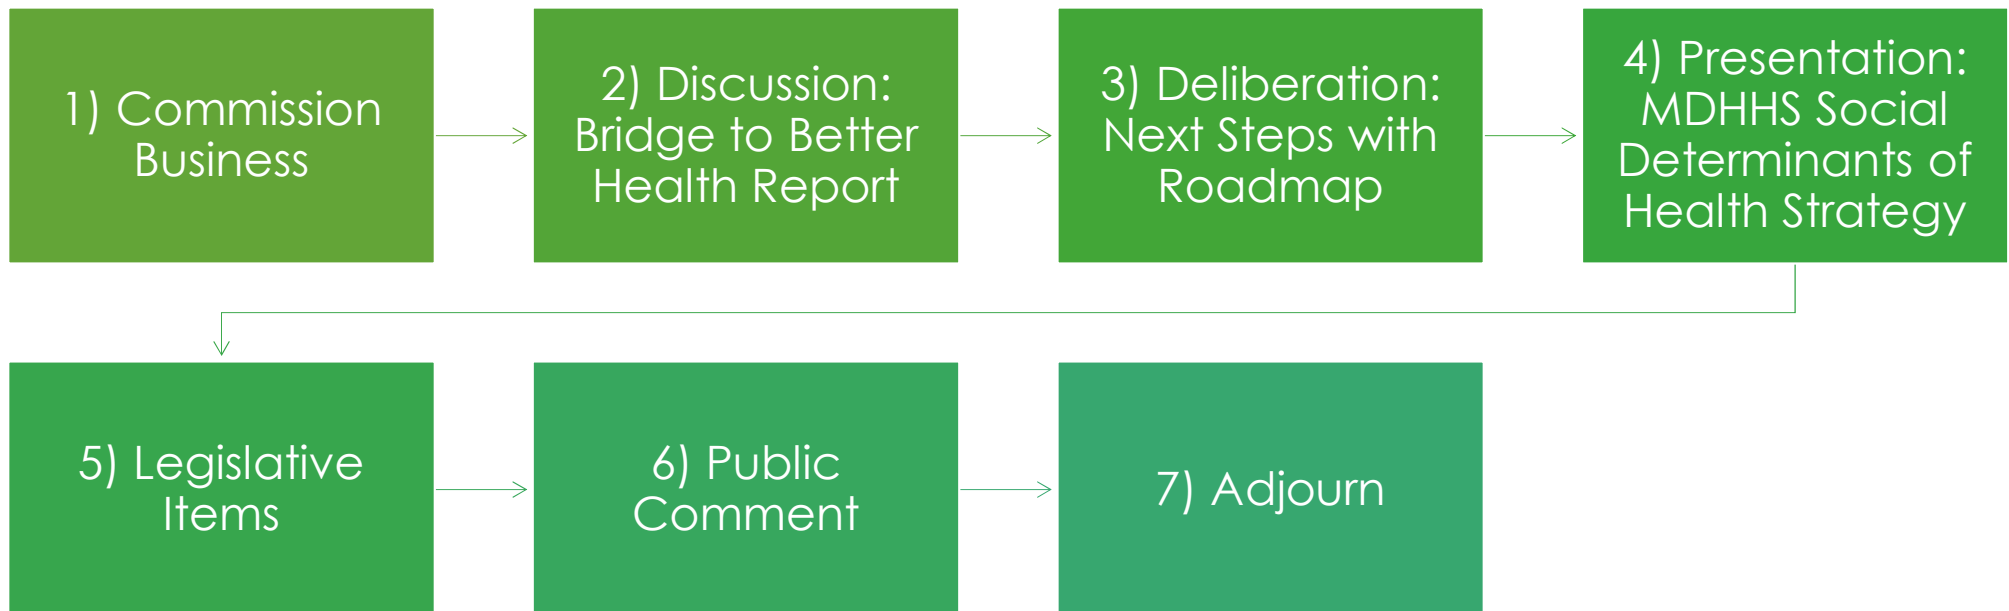 1) Commission
Business
2) Discussion:
Bridge to Better
Health Report
3) Deliberation:
Next Steps with
Roadmap
4) Presentation:
MDHHS Social
Determinants of
Health Strategy
5) Legislative
Items
6) Public
Comment
7) Adjourn